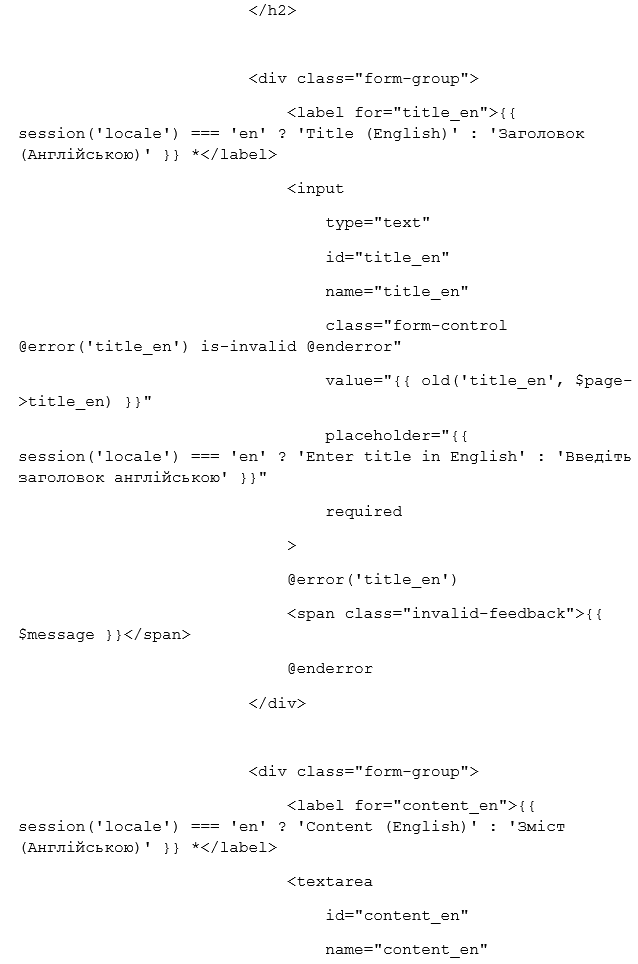 </h2>
<div class="form-group">
<label for="title_en">{{
session('locale') === 'en' ? 'Title (English)' : 'Заголовок
(Англійською)' }} *</label>
<input
type="text"
id="title_en"
name="title_en"
class="form-control
@error('title_en') is-invalid @enderror"
value="{{ old('title_en', $page-
>title_en) }}"
placeholder="{{
session('locale') === 'en' ? 'Enter title in English' : 'Введіть
заголовок англійською' }}"
required
>
@error('title_en')
<span class="invalid-feedback">{{
$message }}</span>
@enderror
</div>
<div class="form-group">
<label for="content_en">{{
session('locale') === 'en' ? 'Content (English)' : 'Зміст
(Англійською)' }} *</label>
<textarea
id="content_en"
name="content_en"